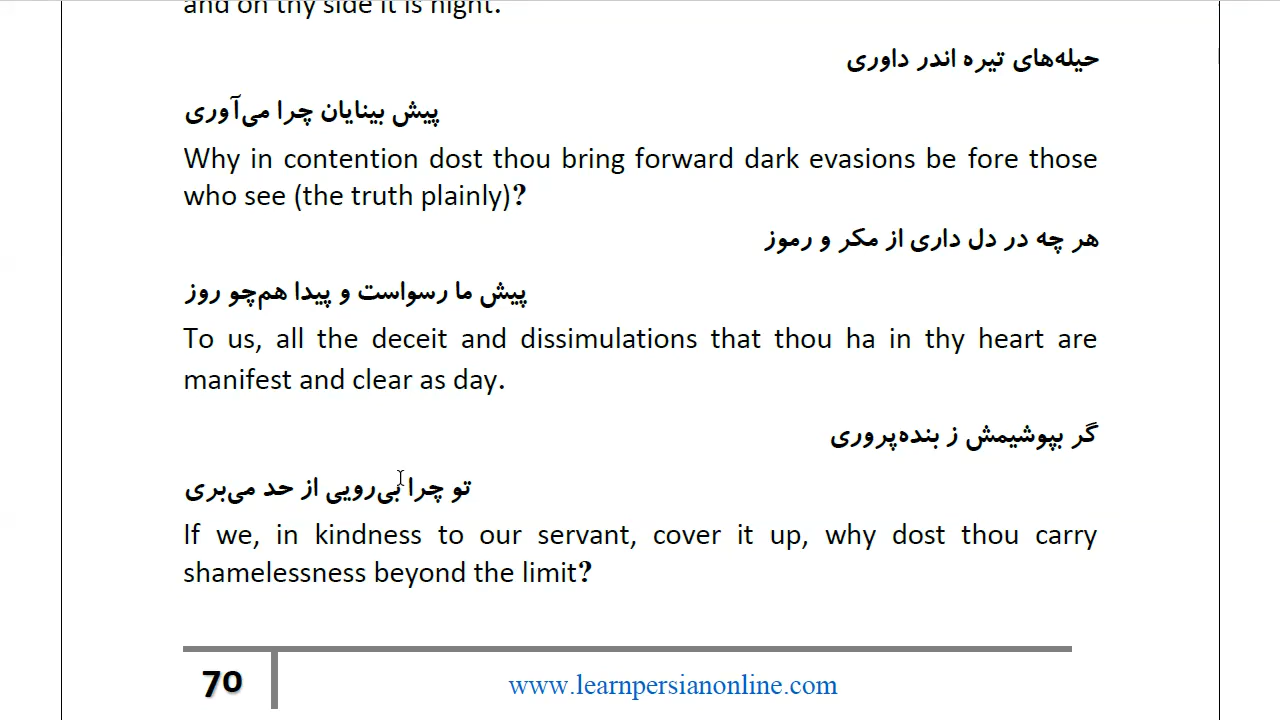 and on thy side it is night.
حیله‌های تیره اندر داوری
پیش بینایان چرا می‌آوری
Why in contention dost thou bring forward dark evasions be fore those
who see (the truth plainly)?
هر چه در دل داری از مکر و رموز
پیش ما رسواست و پیدا هم‌چو روز
To us, all the deceit and dissimulations that thou ha in thy heart are
manifest and clear as day.
گر بپوشیمش ز بنده‌پروری
تو چرا بی‌رویی از حد می‌بری
If we, in kindness to our servant, cover it up, why dost thou carry
shamelessness beyond the limit?
70
www.learnpersianonline.com